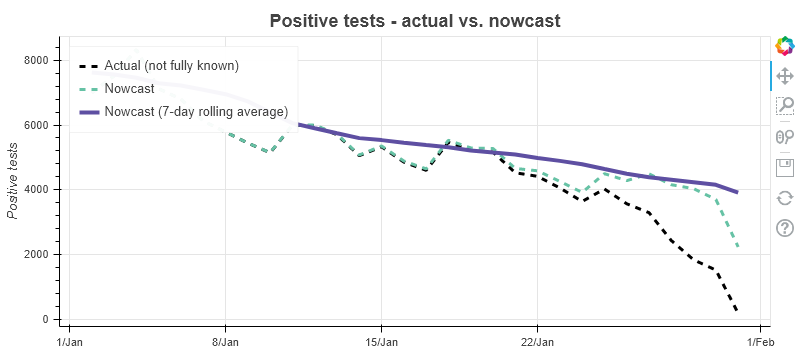 Positive tests - actual vs. nowcast
8000
Actual (not fully known)
Nowcast
Nowcast (7-day rolling average)
6000
Positive tests
4000
2000
0
1/Jan
8/Jan
15/Jan
22/Jan
1/Feb